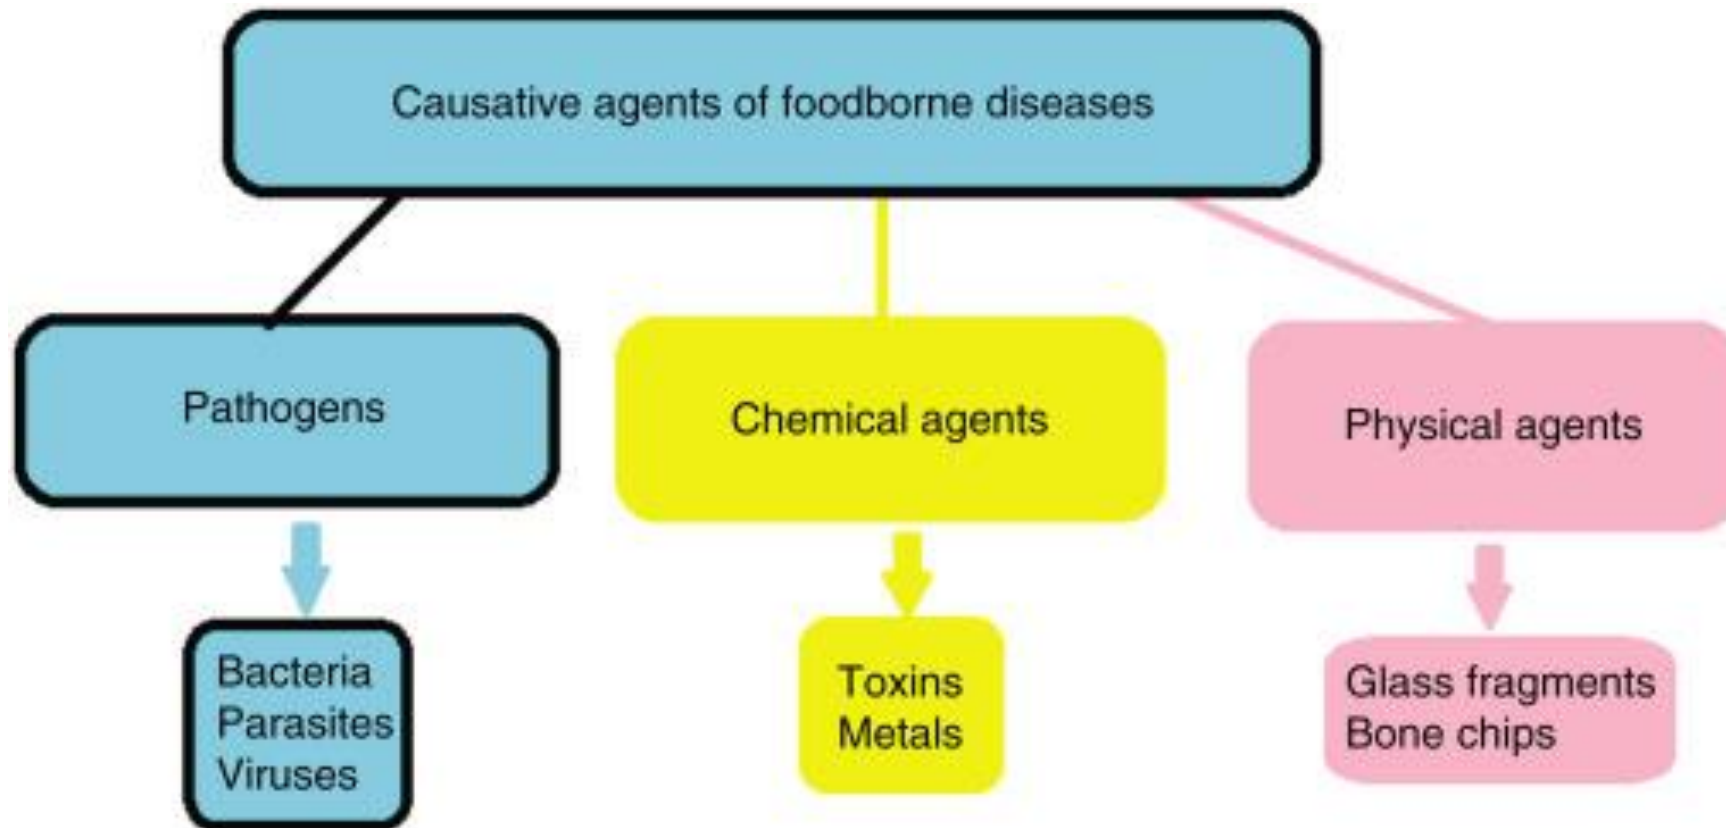 Causative agents of foodborne diseases
Pathogens
Chemical agents
Physical agents
Bacteria
Parasites
Viruses
Toxins
Metals
Glass fragments
Bone chips